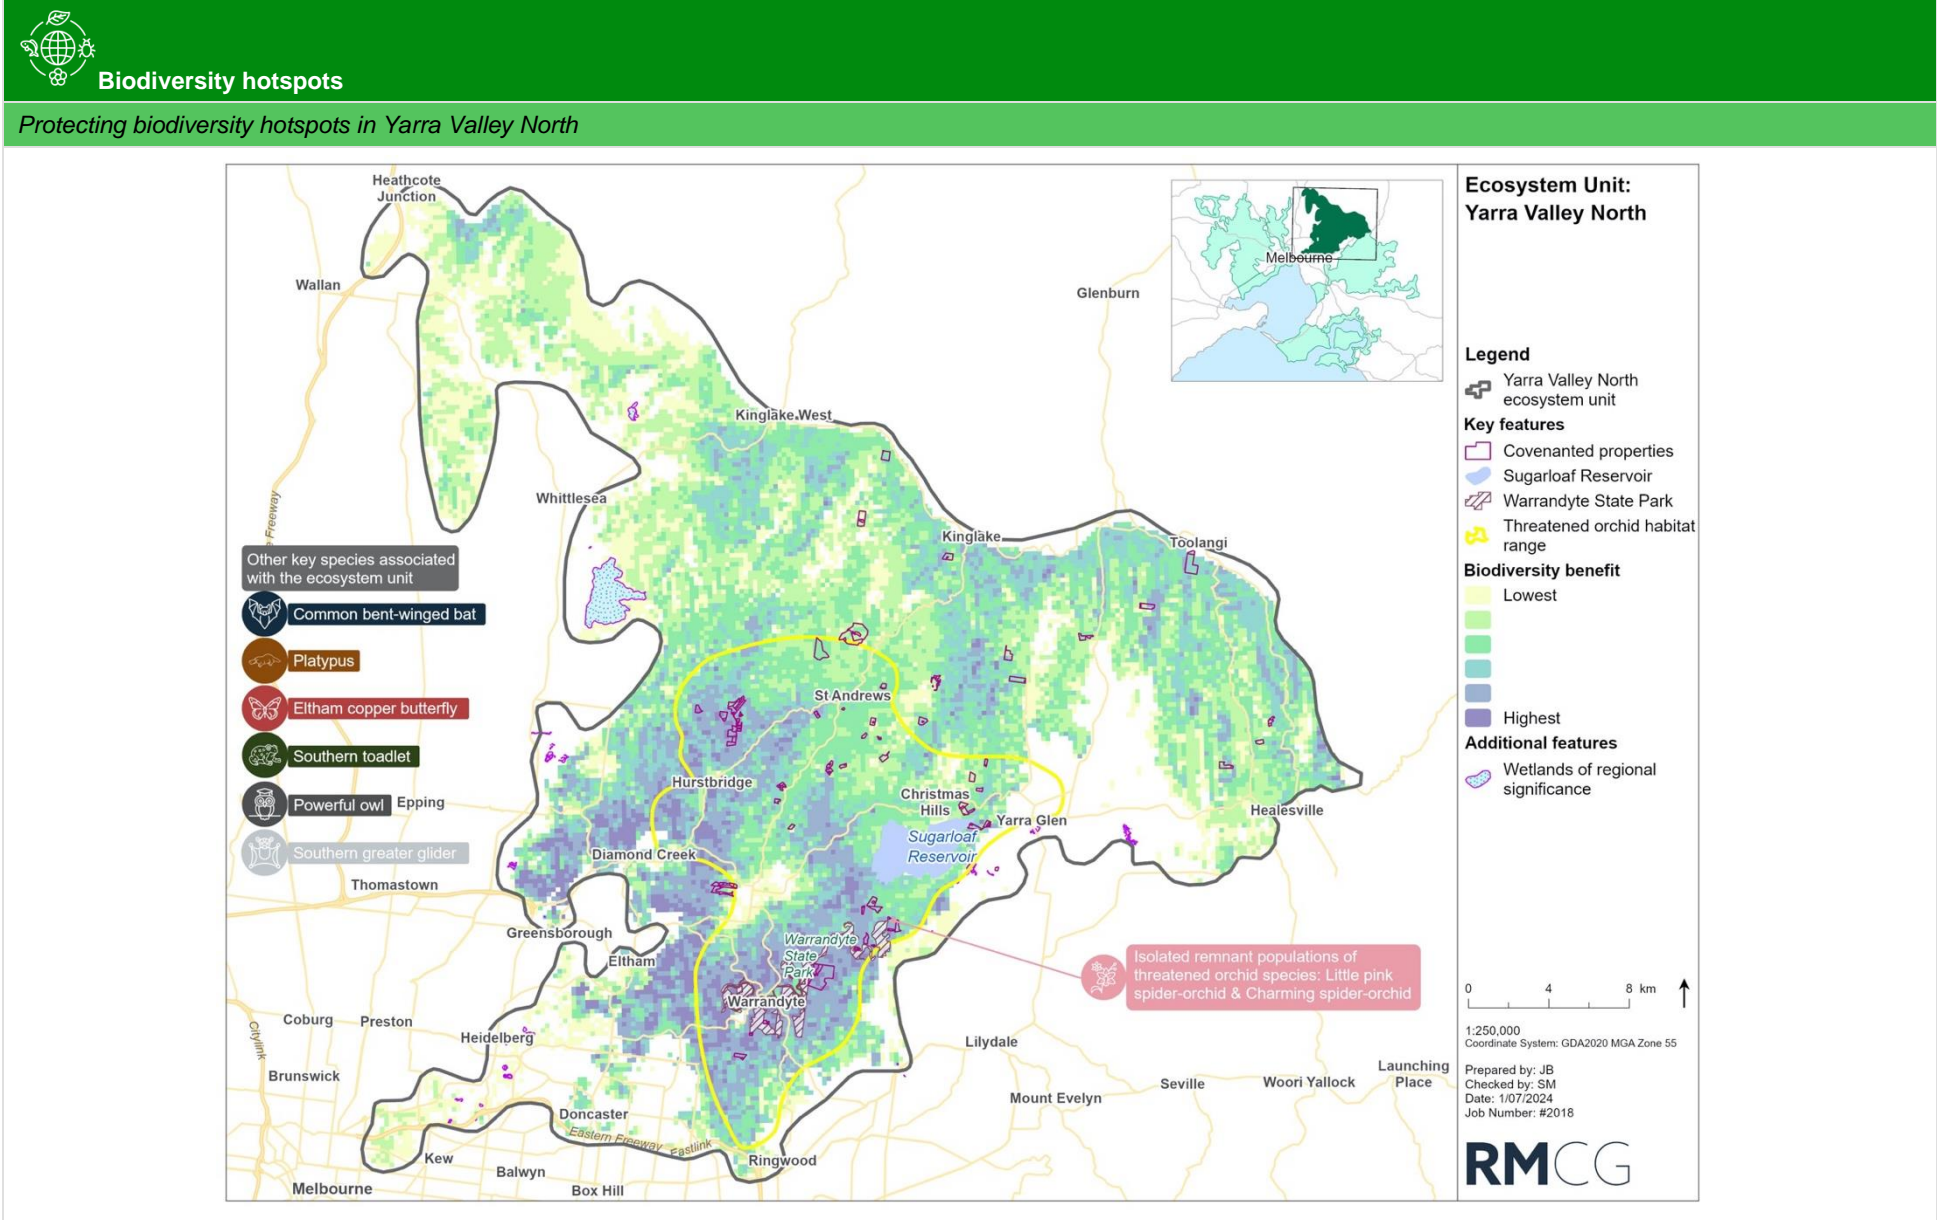 Biodiversity hotspots
Protecting biodiversity hotspots in Yarra Valley North
Heathcote
Junction
Wallan
Glenburn
Melbourne
Kinglake West
Whittlesea
Freeway
Kinglake
Toolangi
Other key species associated
with the ecosystem unit
Common bent-winged bat
Platypus
Eltham copper butterfly
Southern toadlet
Powerful owl
Southern greater glider
Epping
Thomastown
St Andrews
Hurstbridge
Christmas
Hills
Yarra Glen
Healesville
Sugarloaf
Reservoir
Diamond Creek
Greensborough
Eltham
Warrandyte
State
Park
Warrandyte
Isolated remnant populations of
threatened orchid species: Little pink
spider-orchid & Charming spider-orchid
Coburg
Preston
Heidelberg
Citylink
Brunswick
Lilydale
Mount Evelyn
Seville
Woori Yallock
Launching
Place
Doncaster
Eastern Freeway
Eastlink
Ringwood
Kew
Balwyn
Box Hill
Melbourne
Ecosystem Unit:
Yarra Valley North
Legend
Yarra Valley North
ecosystem unit
Key features
Covenanted properties
Sugarloaf Reservoir
Warrandyte State Park
Threatened orchid habitat
range
Biodiversity benefit
Lowest
Highest
Additional features
Wetlands of regional
significance
0 4 8 km
1:250,000
Coordinate System: GDA2020 MGA Zone 55
Prepared by: JB
Checked by: SM
Date: 1/07/2024
Job Number: #2018
RMCG